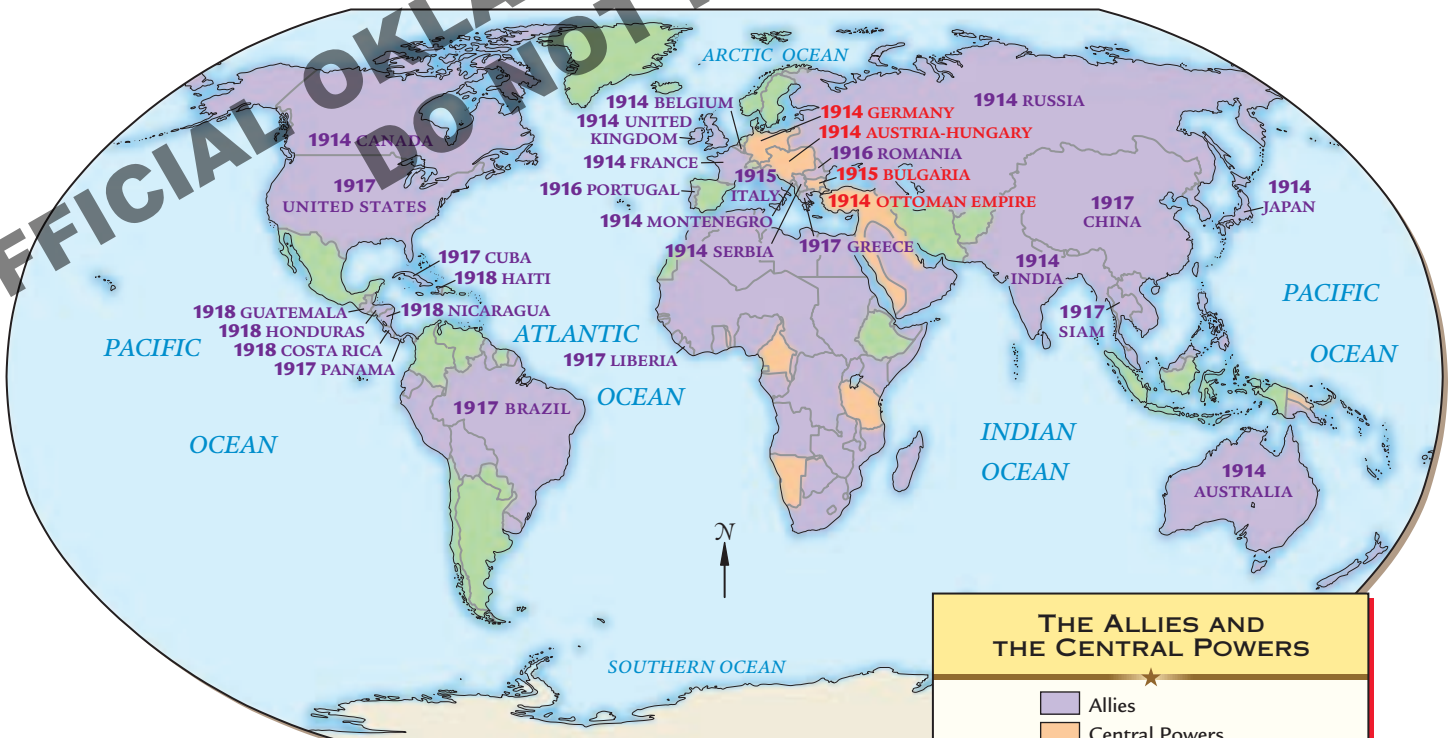 OFFICIAL OKLA
DO NOT
ARCTIC OCEAN
1914 BELGIUM
1914 UNITED
KINGDOM
1914 FRANCE
1916 PORTUGAL
1914 MONTENEGRO
1914 SERBIA
1915
ITALY
1914 GERMANY
1914 AUSTRIA-HUNGARY
1916 ROMANIA
1915 BULGARIA
1914 OTTOMAN EMPIRE
1917 GREECE
1914 RUSSIA
1914 CANADA
1917
UNITED STATES
1917
CHINA
1914
JAPAN
1914
INDIA
1917
SIAM
1917 CUBA
1918 HAITI
1918 GUATEMALA
1918 NICARAGUA
1918 HONDURAS
1918 COSTA RICA
1917 PANAMA
1917 LIBERIA
1917 BRAZIL
PACIFIC
OCEAN
ATLANTIC
OCEAN
INDIAN
OCEAN
PACIFIC
OCEAN
1914
AUSTRALIA
N
SOUTHERN OCEAN
THE ALLIES AND
THE CENTRAL POWERS
Allies
Central Powers